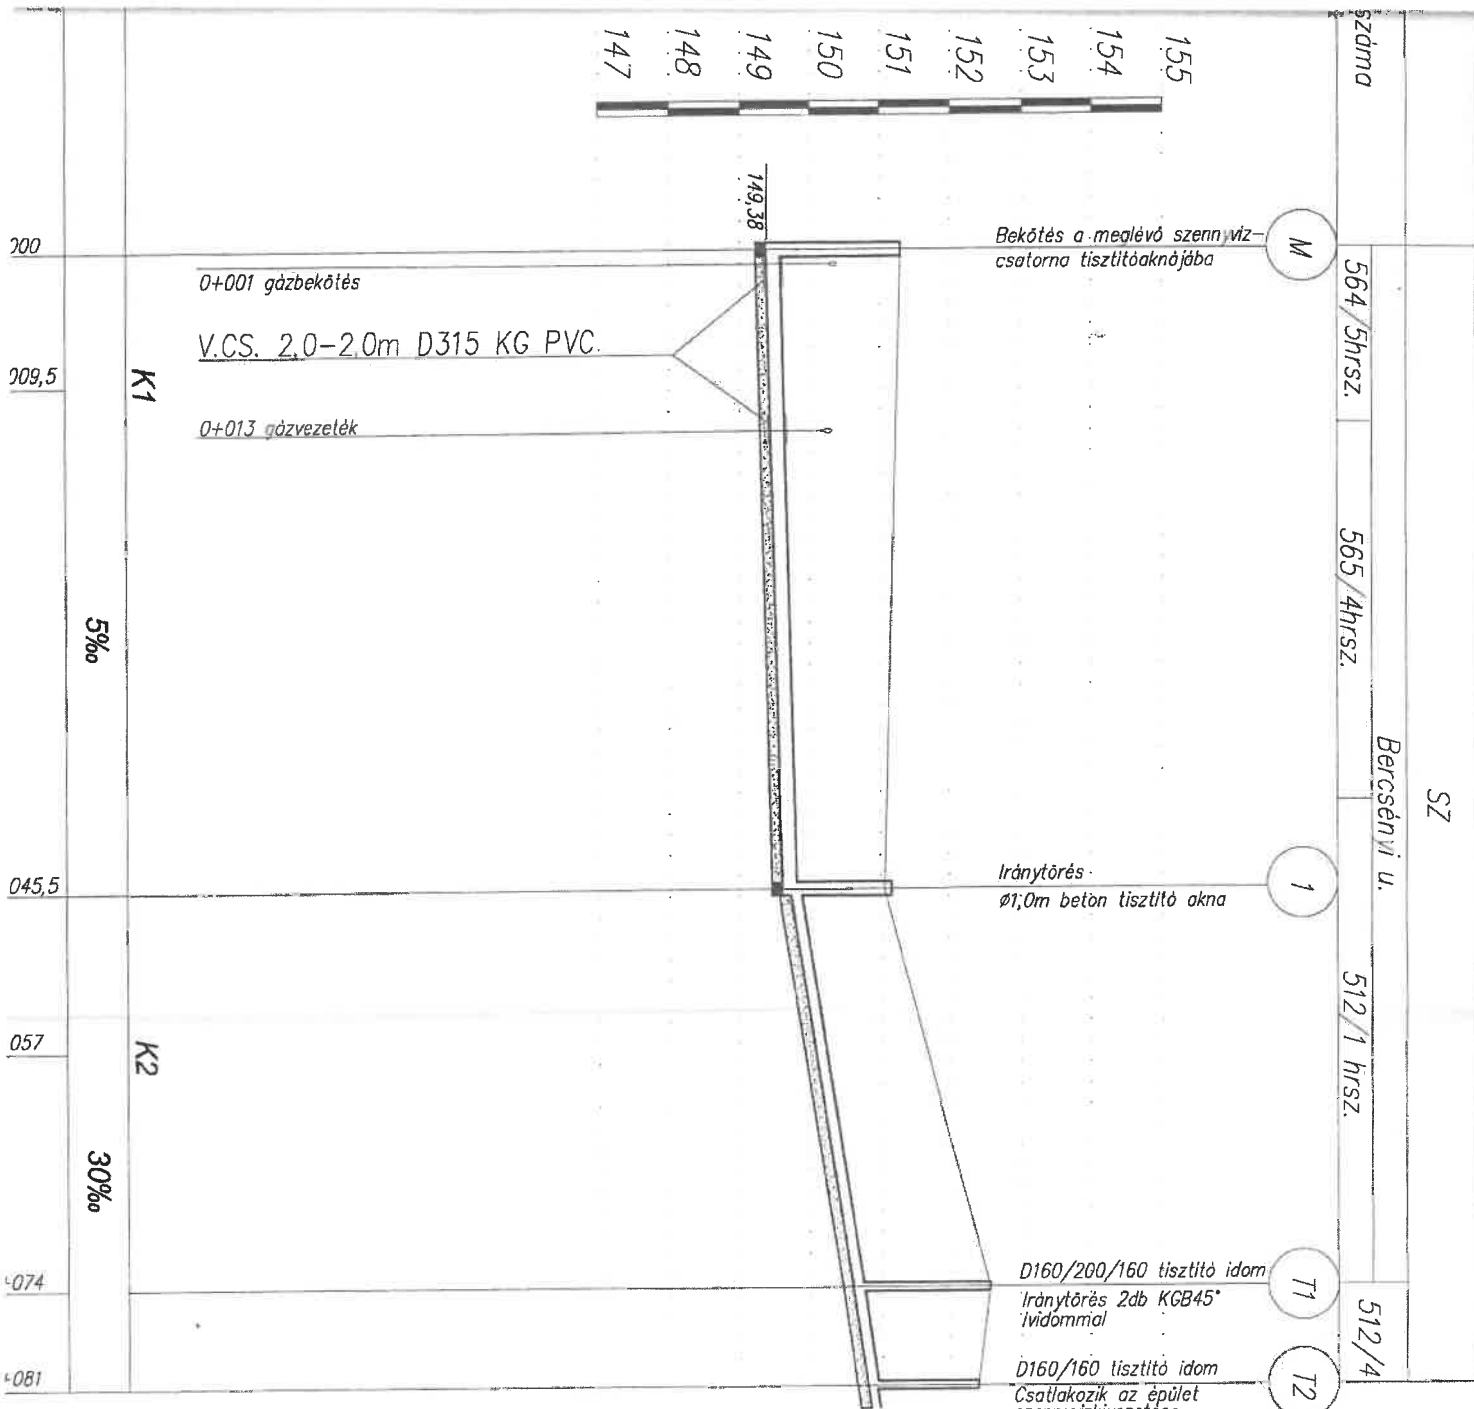 száma
155
154
153
152
151
150
149
148
147
149,38
Bekötés a meglévő szennyvíz-
csatorna tisztítóaknájába
M
564/5hrsz.
565/4hrsz.
Bercsényi u.
SZ
0+001 gázbekötés
V.CS. 2,0-2,0m D315 KG PVC.
0+013 gázvezeték
K1
5‰
Iránytörés
ø1,0m beton tisztító akna
1
512/1 hrsz.
045,5
057
K2
30‰
074
D160/200/160 tisztító idom
Iránytörés 2db KGB45°
ívidommal
T1
512/4
081
D160/160 tisztító idom
Csatlakozik az épület
T2